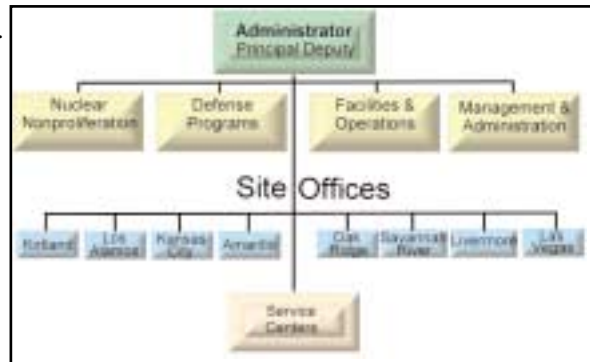 Administrator
Principal Deputy
Nuclear
Nonproliferation
Defense
Programs
Facilities &
Operations
Management &
Administration
Site Offices
Kirtland
Los
Alamos
Kansas
City
Amarillo
Oak
Ridge
Savannah
River
Livermore
Las
Vegas
Service
Centers